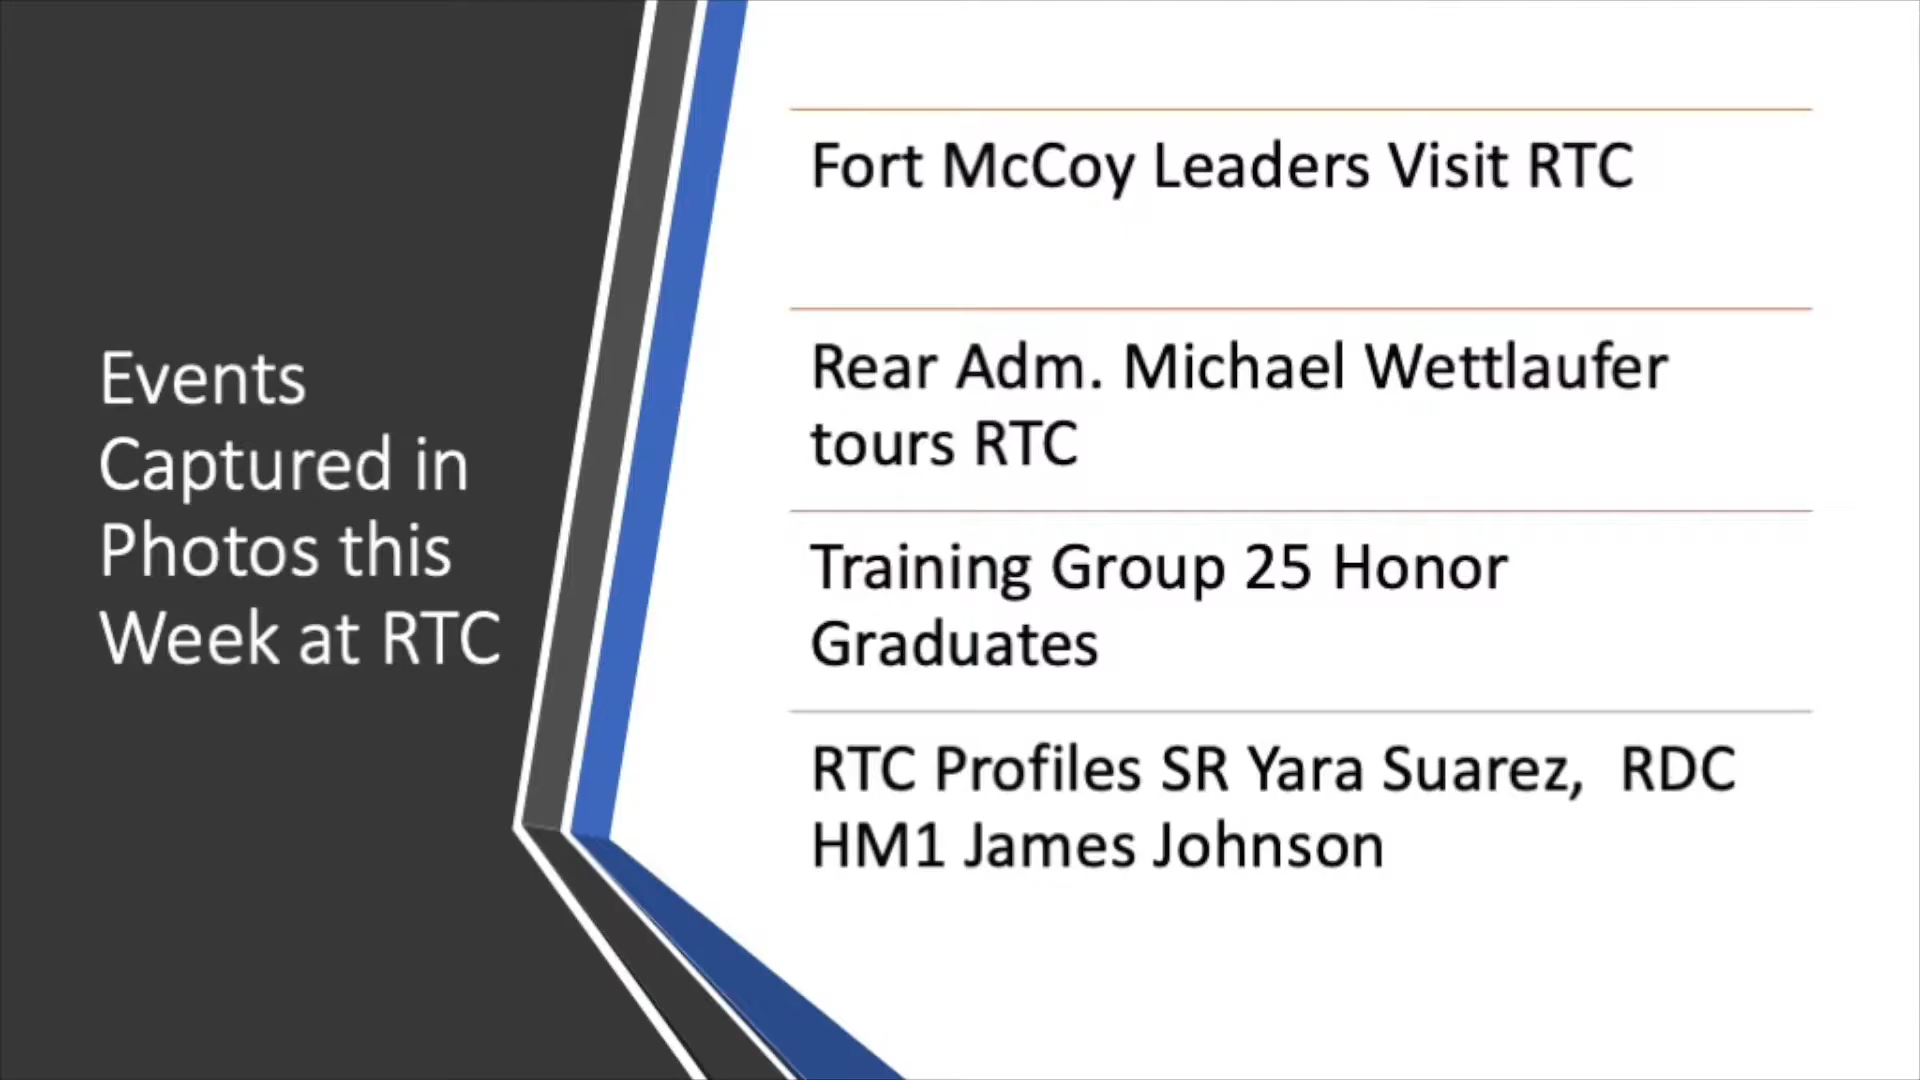 Events
Captured in
Photos this
Week at RTC
Fort McCoy Leaders Visit RTC
Rear Adm. Michael Wettlaufer
tours RTC
Training Group 25 Honor
Graduates
RTC Profiles SR Yara Suarez,  RDC
HM1 James Johnson